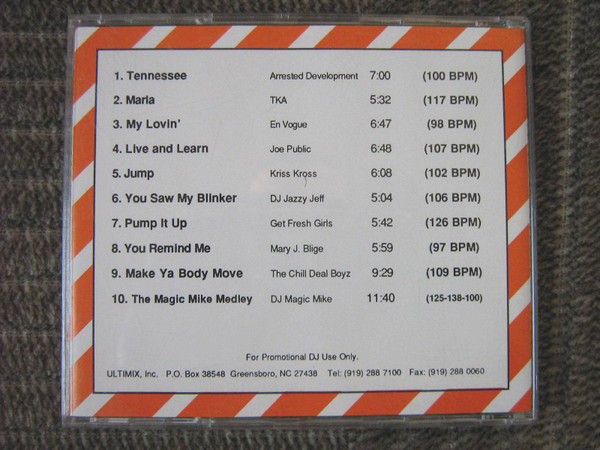 1. Tennessee Arrested Development 7:00 (100 BPM)
2. Maria TKA 5:32 (117 BPM)
3. My Lovin' En Vogue 6:47 (98 BPM)
4. Live and Learn Joe Public 6:48 (107 BPM)
5. Jump Kriss Kross 6:08 (102 BPM)
6. You Saw My Blinker DJ Jazzy Jeff 5:04 (106 BPM)
7. Pump It Up Get Fresh Girls 5:42 (126 BPM)
8. You Remind Me Mary J. Blige 5:59 (97 BPM)
9. Make Ya Body Move The Chill Deal Boyz 9:29 (109 BPM)
10. The Magic Mike Medley DJ Magic Mike 11:40 (125-138-100)
For Promotional DJ Use Only.
ULTIMIX, Inc. P.O. Box 38548 Greensboro, NC 27438 Tel: (919) 288 7100 Fax: (919) 288 0060